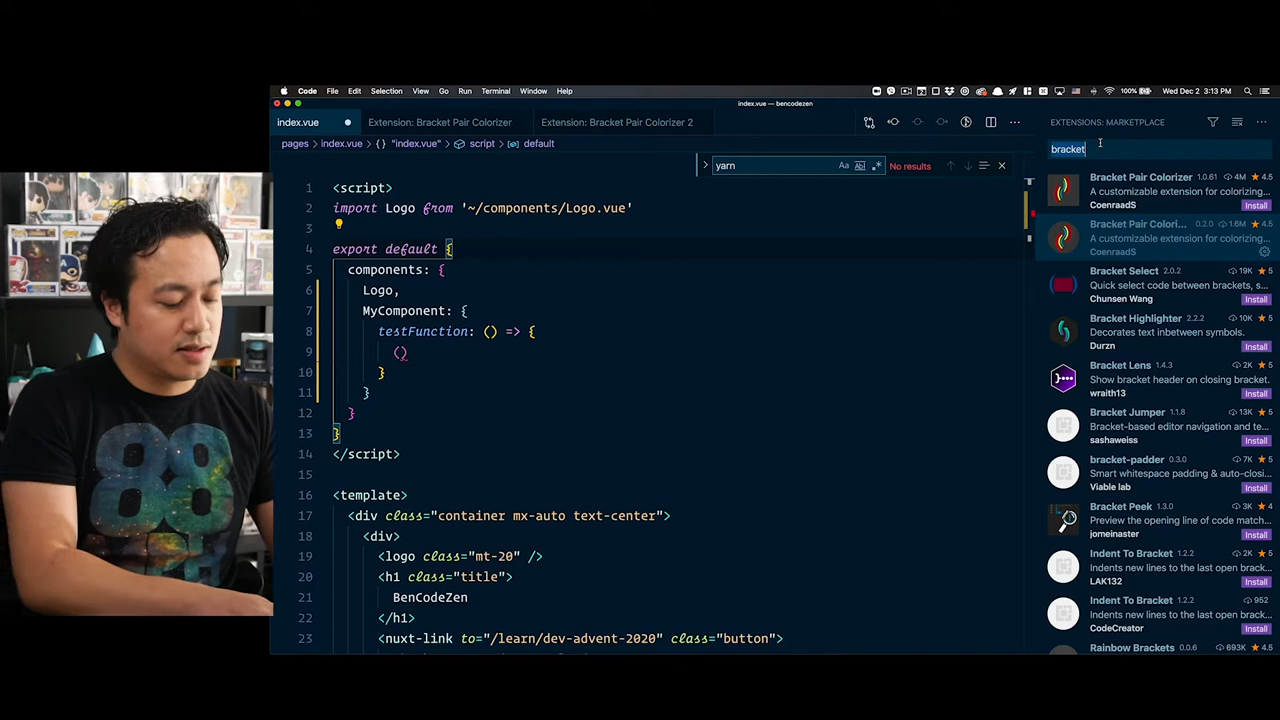 Code File Edit Selection View Go Run Terminal Window Help
100% Wed Dec 2 3:13 PM
index.vue — bencodezen
index.vue Extension: Bracket Pair Colorizer Extension: Bracket Pair Colorizer 2
pages > index.vue > {} "index.vue" > script > default
yarn Aa Abl .* No results
1 <script>
2 import Logo from '~/components/Logo.vue'
3
4 export default {
5 components: {
6 Logo,
7 MyComponent: {
8 testFunction: () => {
9 ()
10 }
11 }
12 }
13 }
14 </script>
15
16 <template>
17 <div class="container mx-auto text-center">
18 <div>
19 <logo class="mt-20" />
20 <h1 class="title">
21 BenCodeZen
22 </h1>
23 <nuxt-link to="/learn/dev-advent-2020" class="button">
EXTENSIONS: MARKETPLACE
bracket
Bracket Pair Colorizer 1.0.61 4M 4.5
A customizable extension for colorizing...
CoenraadS Install
Bracket Pair Colori... 0.2.0 1.6M 4.5
A customizable extension for colorizing...
CoenraadS
Bracket Select 2.0.2 19K 5
Quick select code between brackets, s...
Chunsen Wang Install
Bracket Highlighter 2.2.2 10K 5
Decorates text inbetween symbols.
Durzn Install
Bracket Lens 1.4.3 2K 5
Show bracket header on closing bracket.
wraith13 Install
Bracket Jumper 1.1.8 13K 5
Bracket-based editor navigation and te...
sashaweiss Install
bracket-padder 0.3.0 7K 5
Smart whitespace padding & auto-closi...
Viable lab Install
Bracket Peek 1.3.0 3K 4
Preview the opening line of code match...
jomeinaster Install
Indent To Bracket 1.2.2 2K 5
Indents new lines to the last open brack...
LAK132 Install
Indent To Bracket 1.2.2 952
Indents new lines to the last open brack...
CodeCreator Install
Rainbow Brackets 0.0.6 693K 4.5